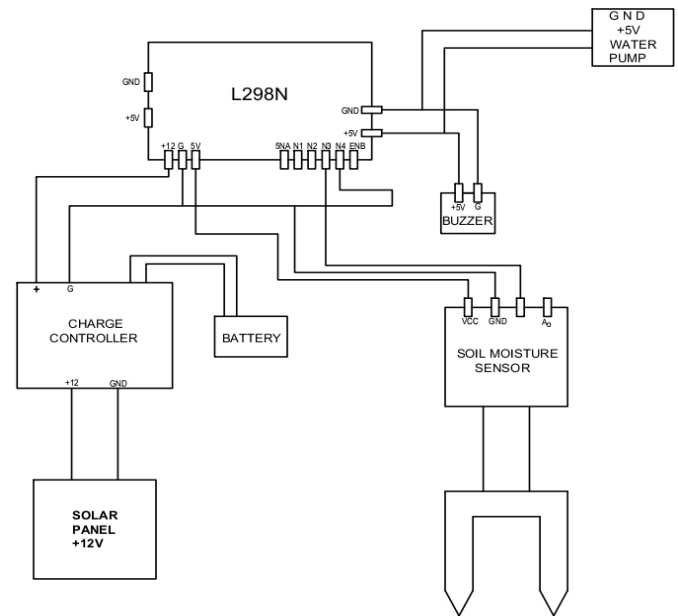 G N D
+5V
WATER
PUMP
L298N
GND
+5V
GND
+5V
+12 G 5V
5NA N1 N2 N3 N4 ENB
+5V G
BUZZER
+ G
CHARGE
CONTROLLER
+12 GND
BATTERY
VCC GND A0
SOIL MOISTURE
SENSOR
SOLAR
PANEL
+12V